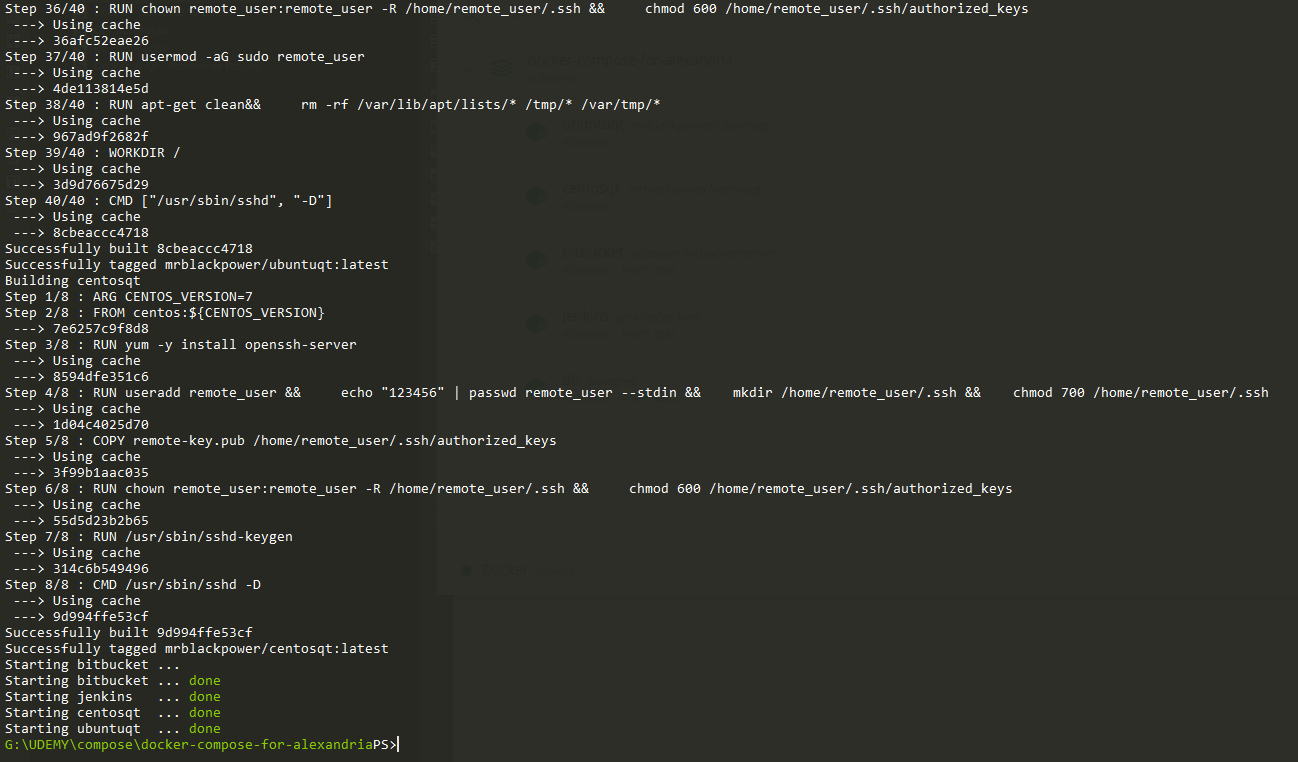 Step 36/40 : RUN chown remote_user:remote_user -R /home/remote_user/.ssh &&     chmod 600 /home/remote_user/.ssh/authorized_keys
 ---> Using cache
 ---> 36afc52eae26
Step 37/40 : RUN usermod -aG sudo remote_user
 ---> Using cache
 ---> 4de113814e5d
Step 38/40 : RUN apt-get clean&&     rm -rf /var/lib/apt/lists/* /tmp/* /var/tmp/*
 ---> Using cache
 ---> 967ad9f2682f
Step 39/40 : WORKDIR /
 ---> Using cache
 ---> 3d9d76675d29
Step 40/40 : CMD ["/usr/sbin/sshd", "-D"]
 ---> Using cache
 ---> 8cbeaccc4718
Successfully built 8cbeaccc4718
Successfully tagged mrblackpower/ubuntuqt:latest
Building centosqt
Step 1/8 : ARG CENTOS_VERSION=7
Step 2/8 : FROM centos:${CENTOS_VERSION}
 ---> 7e6257c9f8d8
Step 3/8 : RUN yum -y install openssh-server
 ---> Using cache
 ---> 8594dfe351c6
Step 4/8 : RUN useradd remote_user &&     echo "123456" | passwd remote_user --stdin &&    mkdir /home/remote_user/.ssh &&    chmod 700 /home/remote_user/.ssh
 ---> Using cache
 ---> 1d04c4025d70
Step 5/8 : COPY remote-key.pub /home/remote_user/.ssh/authorized_keys
 ---> Using cache
 ---> 3f99b1aac035
Step 6/8 : RUN chown remote_user:remote_user -R /home/remote_user/.ssh &&     chmod 600 /home/remote_user/.ssh/authorized_keys
 ---> Using cache
 ---> 55d5d23b2b65
Step 7/8 : RUN /usr/sbin/sshd-keygen
 ---> Using cache
 ---> 314c6b549496
Step 8/8 : CMD /usr/sbin/sshd -D
 ---> Using cache
 ---> 9d994ffe53cf
Successfully built 9d994ffe53cf
Successfully tagged mrblackpower/centosqt:latest
Starting bitbucket ...
Starting bitbucket ... done
Starting jenkins   ... done
Starting centosqt  ... done
Starting ubuntuqt  ... done
G:\UDEMY\compose\docker-compose-for-alexandriaPS>